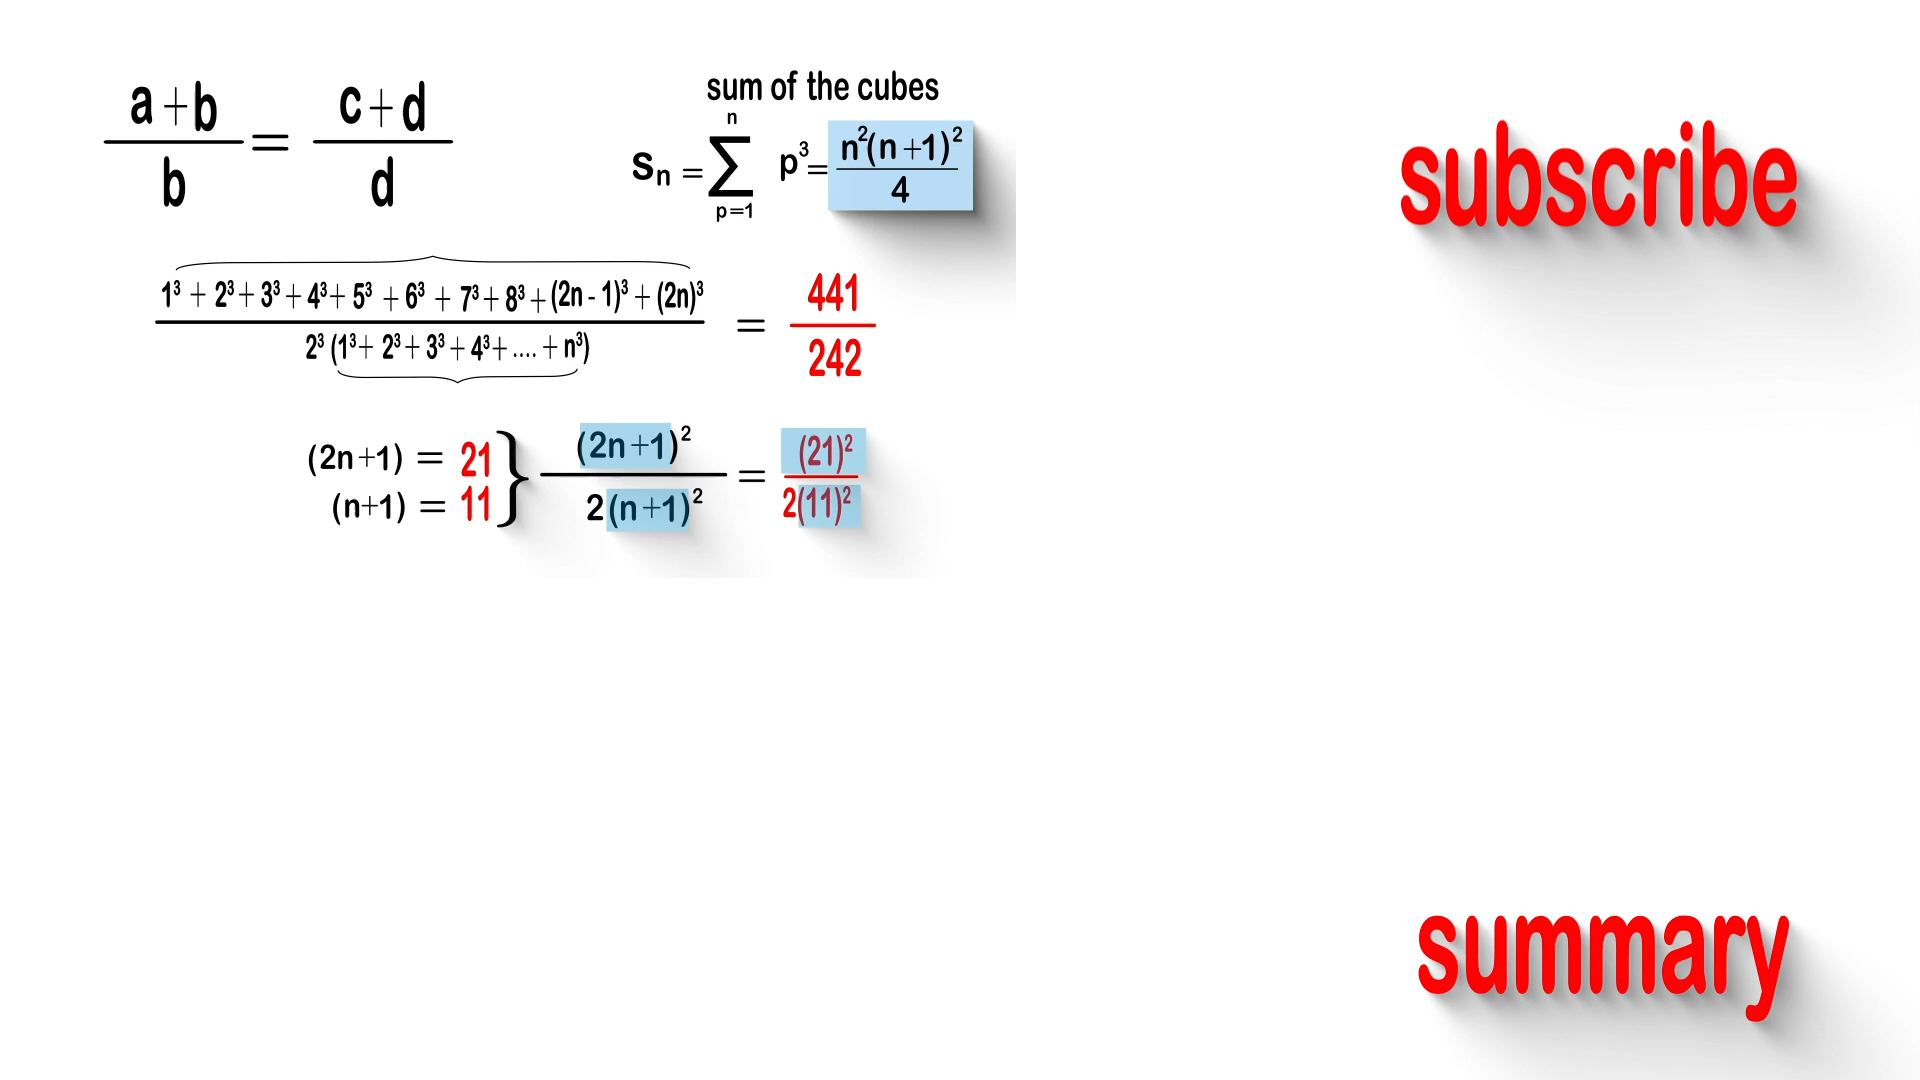 a + b / b = c + d / d
sum of the cubes
Sₙ = ∑ₚ₌₁ⁿ p³ = n²(n +1)² / 4
subscribe
1³ + 2³ + 3³ + 4³ + 5³ + 6³ + 7³ + 8³ + (2n - 1)³ + (2n)³ / 2³ (1³ + 2³ + 3³ + 4³ + .... + n³) = 441 / 242
(2n +1) = 21
(n+1) = 11
} (2n +1)² / 2 (n +1)² = (21)² / 2(11)²
summary